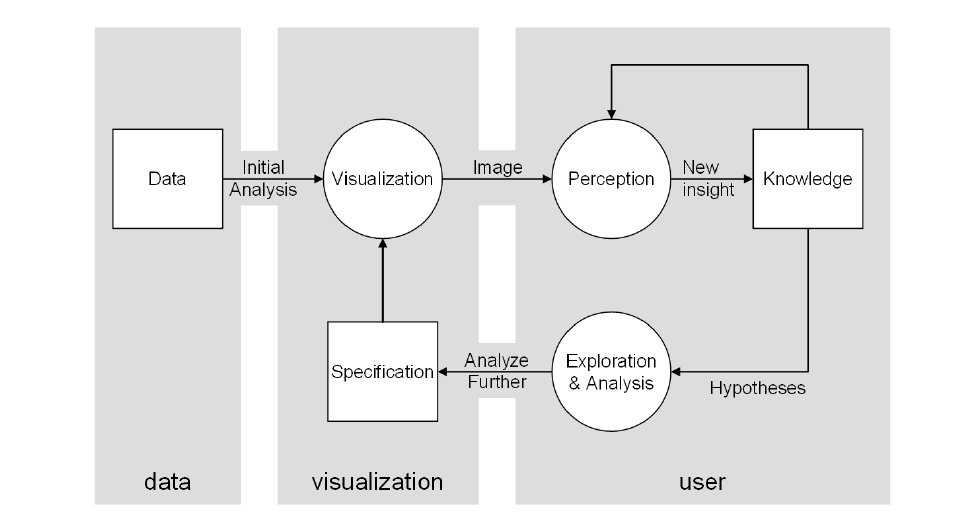 Data
Initial
Analysis
Visualization
Image
Perception
New
insight
Knowledge
Specification
Analyze
Further
Exploration
& Analysis
Hypotheses
data
visualization
user